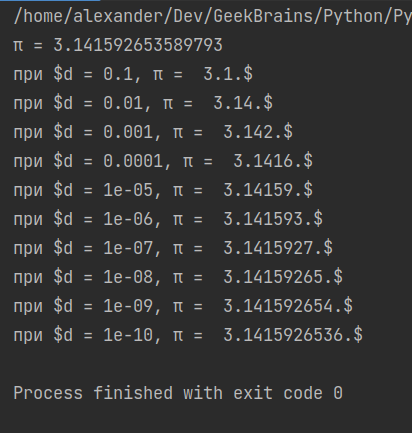 /home/alexander/Dev/GeekBrains/Python/Py
π = 3.141592653589793
при $d = 0.1, π =  3.1.$
при $d = 0.01, π =  3.14.$
при $d = 0.001, π =  3.142.$
при $d = 0.0001, π =  3.1416.$
при $d = 1e-05, π =  3.14159.$
при $d = 1e-06, π =  3.141593.$
при $d = 1e-07, π =  3.1415927.$
при $d = 1e-08, π =  3.14159265.$
при $d = 1e-09, π =  3.141592654.$
при $d = 1e-10, π =  3.1415926536.$
Process finished with exit code 0